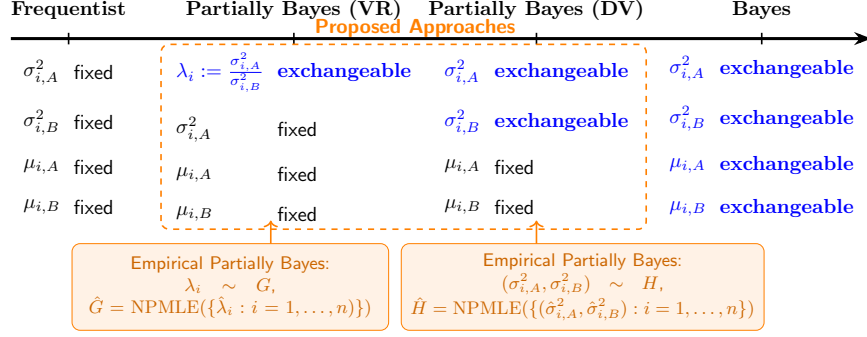 Frequentist Partially Bayes (VR) Partially Bayes (DV) Bayes
Proposed Approaches
σ²_{i,A} fixed λ_i := σ²_{i,A}/σ²_{i,B} exchangeable σ²_{i,A} exchangeable σ²_{i,A} exchangeable
σ²_{i,B} fixed σ²_{i,A} fixed σ²_{i,B} exchangeable σ²_{i,B} exchangeable
μ_{i,A} fixed μ_{i,A} fixed μ_{i,A} fixed μ_{i,A} exchangeable
μ_{i,B} fixed μ_{i,B} fixed μ_{i,B} fixed μ_{i,B} exchangeable
Empirical Partially Bayes:
λ_i ∼ G,
Ĝ = NPMLE({λ̂_i : i = 1, . . . , n)})
Empirical Partially Bayes:
(σ²_{i,A}, σ²_{i,B}) ∼ H,
Ĥ = NPMLE({(σ̂²_{i,A}, σ̂²_{i,B}) : i = 1, . . . , n})